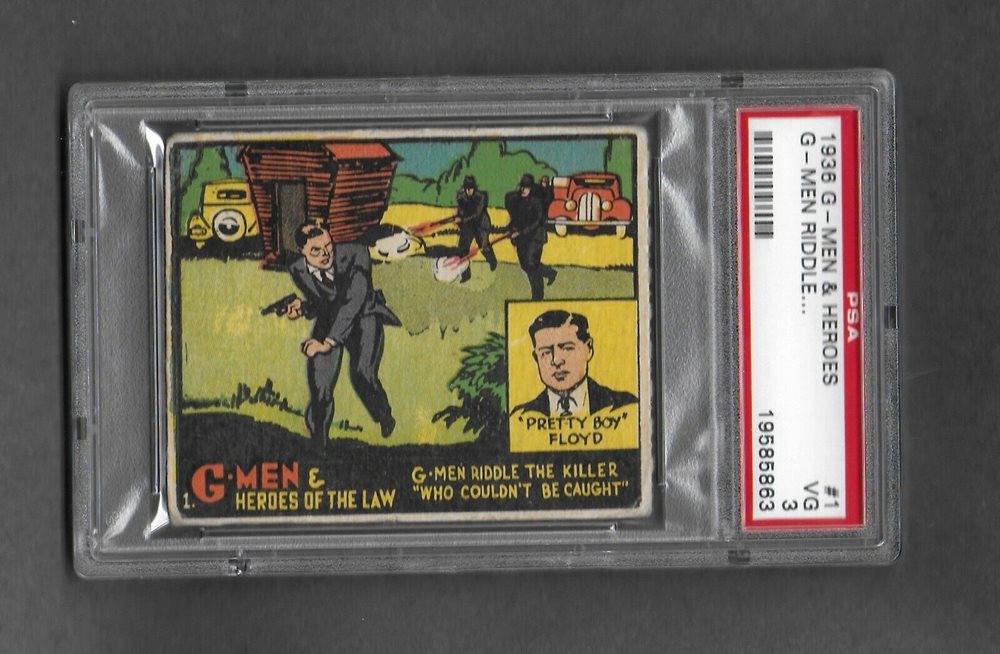 "PRETTY BOY"
FLOYD
1. G·MEN &
HEROES OF THE LAW
G·MEN RIDDLE THE KILLER
"WHO COULDN'T BE CAUGHT"
1936 G-MEN & HEROES
G-MEN RIDDLE...
PSA
#1
VG
3
19585863